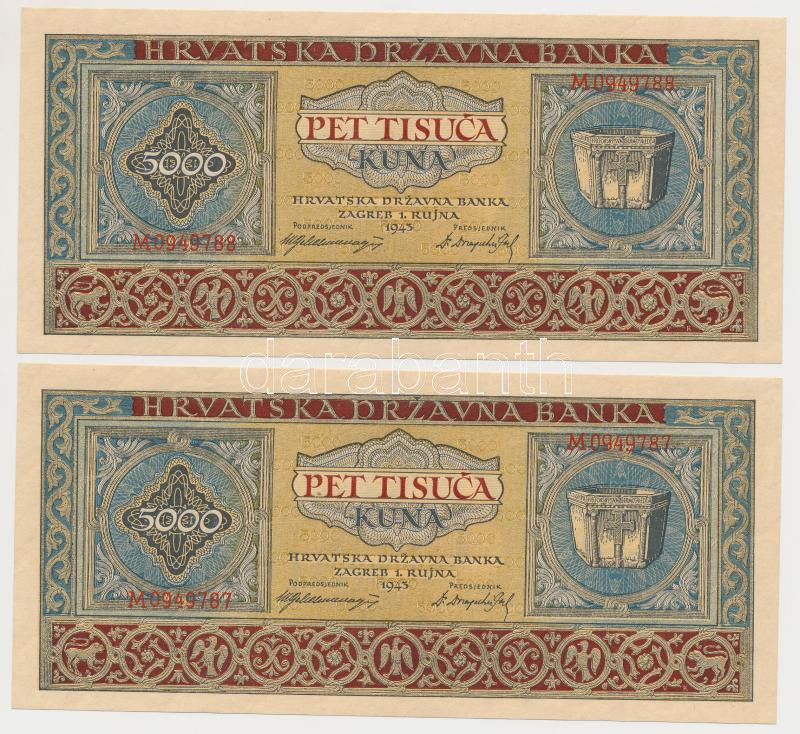 HRVATSKA DRŽAVNA BANKA
M0949788
5000
PET TISUĆA
KUNA
HRVATSKA DRŽAVNA BANKA
ZAGREB 1. RUJNA
PODPREDSJEDNIK 1943 PREDSJEDNIK
M0949788
darabanth
HRVATSKA DRŽAVNA BANKA
M0949787
5000
PET TISUĆA
KUNA
HRVATSKA DRŽAVNA BANKA
ZAGREB 1. RUJNA
PODPREDSJEDNIK 1943 PREDSJEDNIK
M0949787